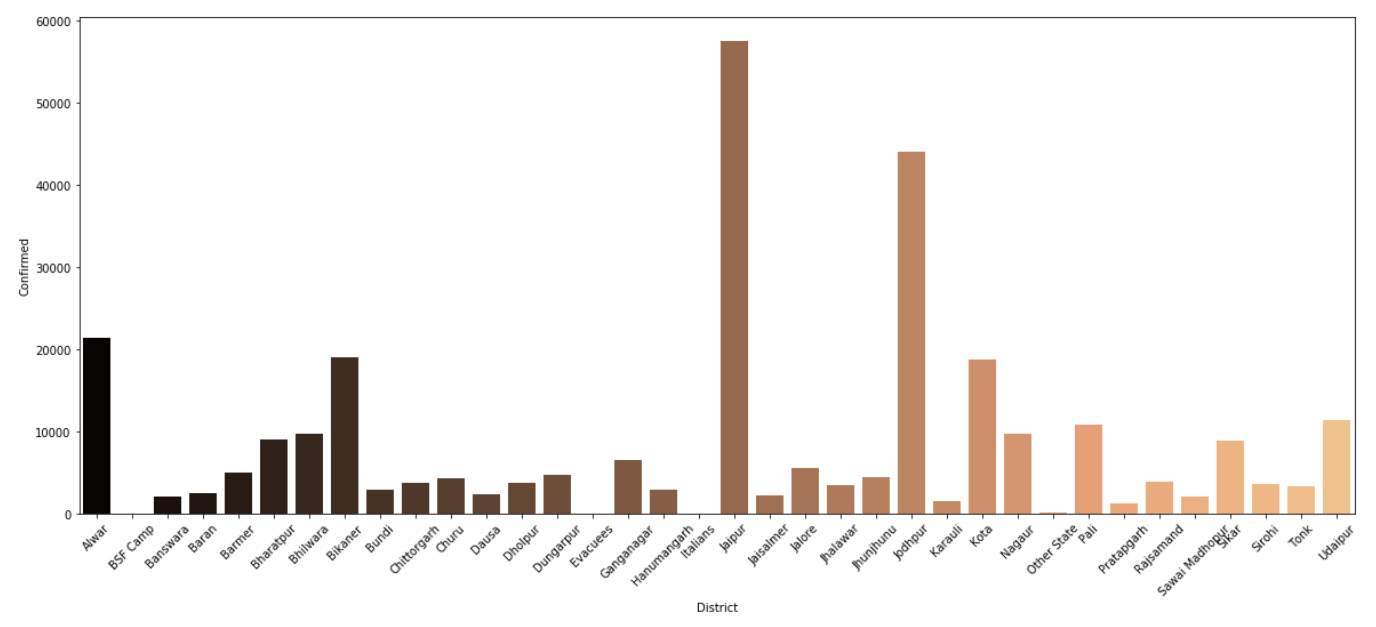 60000
50000
40000
30000
20000
10000
0
Confirmed
Alwar
BSF Camp
Banswara
Baran
Barmer
Bharatpur
Bhilwara
Bikaner
Bundi
Chittorgarh
Churu
Dausa
Dholpur
Dungarpur
Evacuees
Ganganagar
Hanumangarh
Italians
Jaipur
Jaisalmer
Jalore
Jhalawar
Jhunjhunu
Jodhpur
Karauli
Kota
Nagaur
Other State
Pali
Pratapgarh
Rajsamand
Sawai Madhopur
Sikar
Sirohi
Tonk
Udaipur
District